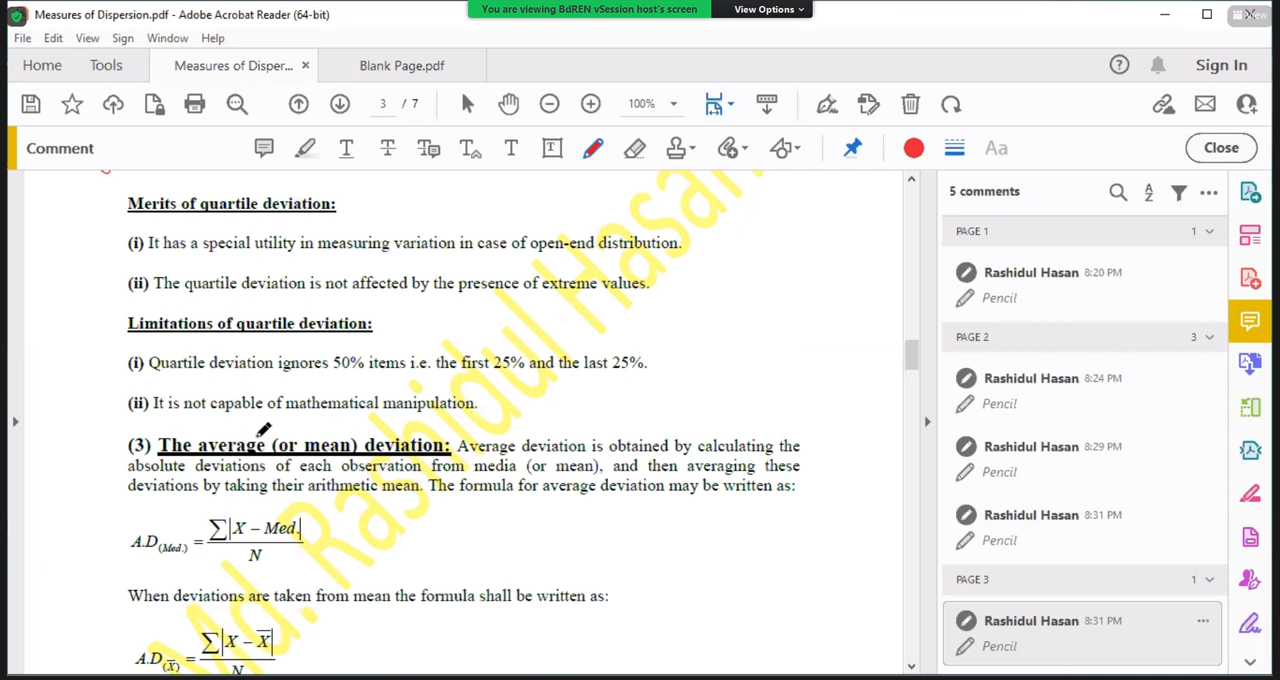 Measures of Dispersion.pdf - Adobe Acrobat Reader (64-bit)
You are viewing BdREN vSession host's screen
View Options
View
File Edit View Sign Window Help
Home Tools Measures of Disper... × Blank Page.pdf Sign In
3 / 7 100%
Comment Aa Close
Merits of quartile deviation:
(i) It has a special utility in measuring variation in case of open-end distribution.
(ii) The quartile deviation is not affected by the presence of extreme values.
Limitations of quartile deviation:
(i) Quartile deviation ignores 50% items i.e. the first 25% and the last 25%.
(ii) It is not capable of mathematical manipulation.
(3) The average (or mean) deviation: Average deviation is obtained by calculating the
absolute deviations of each observation from media (or mean), and then averaging these
deviations by taking their arithmetic mean. The formula for average deviation may be written as:
A.D(Med.) = ∑|X – Med.| / N
When deviations are taken from mean the formula shall be written as:
A.D(X̄) = ∑|X – X̄| / N
Md. Rashidul Hasan
5 comments
PAGE 1 1
Rashidul Hasan 8:20 PM
Pencil
PAGE 2 3
Rashidul Hasan 8:24 PM
Pencil
Rashidul Hasan 8:29 PM
Pencil
Rashidul Hasan 8:31 PM
Pencil
PAGE 3 1
Rashidul Hasan 8:31 PM
Pencil